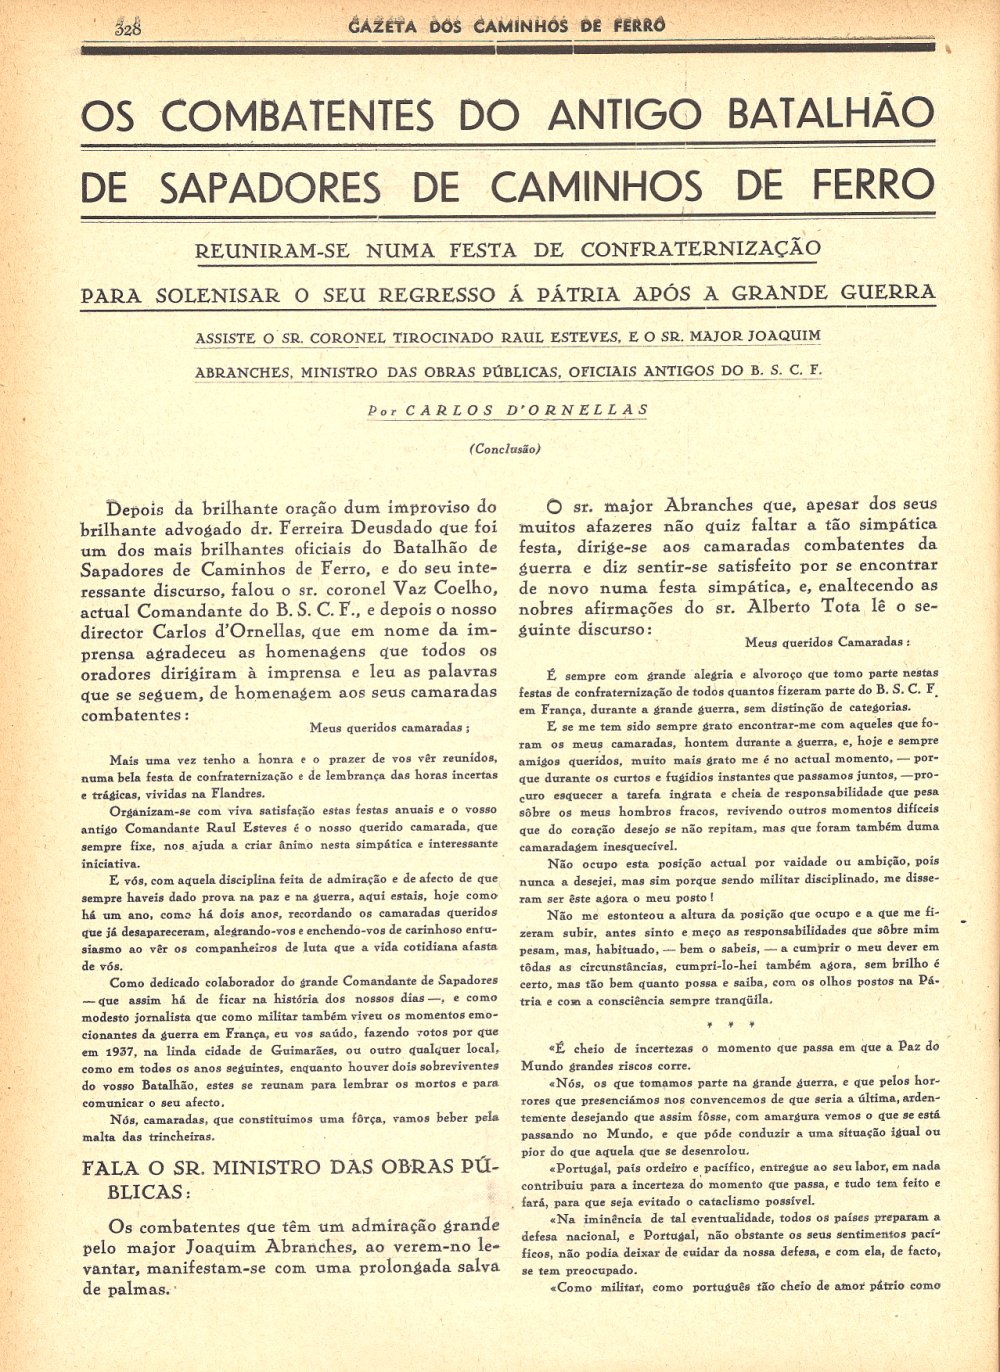 328
GAZETA DOS CAMINHOS DE FERRO
OS COMBATENTES DO ANTIGO BATALHÃO
DE SAPADORES DE CAMINHOS DE FERRO
REUNIRAM-SE NUMA FESTA DE CONFRATERNIZAÇÃO
PARA SOLENISAR O SEU REGRESSO Á PÁTRIA APÓS A GRANDE GUERRA
ASSISTE O SR. CORONEL TIROCINADO RAUL ESTEVES, E O SR. MAJOR JOAQUIM
ABRANCHES, MINISTRO DAS OBRAS PÚBLICAS, OFICIAIS ANTIGOS DO B. S. C. F.
Por CARLOS D'ORNELLAS
(Conclusão)
Depois da brilhante oração dum improviso do
brilhante advogado dr. Ferreira Deusdado que foi
um dos mais brilhantes oficiais do Batalhão de
Sapadores de Caminhos de Ferro, e do seu inte-
ressante discurso, falou o sr. coronel Vaz Coelho,
actual Comandante do B. S. C. F., e depois o nosso
director Carlos d'Ornellas, que em nome da im-
prensa agradeceu as homenagens que todos os
oradores dirigiram à imprensa e leu as palavras
que se seguem, de homenagem aos seus camaradas
combatentes:
Meus queridos camaradas;
Mais uma vez tenho a honra e o prazer de vos vêr reunidos,
numa bela festa de confraternização e de lembrança das horas incertas
e trágicas, vividas na Flandres.
Organizam-se com viva satisfação estas festas anuais e o vosso
antigo Comandante Raul Esteves é o nosso querido camarada, que
sempre fixe, nos ajuda a criar ânimo nesta simpática e interessante
iniciativa.
E vós, com aquela disciplina feita de admiração e de afecto de que
sempre haveis dado prova na paz e na guerra, aqui estais, hoje como
há um ano, como há dois anos, recordando os camaradas queridos
que já desapareceram, alegrando-vos e enchendo-vos de carinhoso entu-
siasmo ao vêr os companheiros de luta que a vida cotidiana afasta
de vós.
Como dedicado colaborador do grande Comandante de Sapadores
— que assim há de ficar na história dos nossos dias —, e como
modesto jornalista que como militar também viveu os momentos emo-
cionantes da guerra em França, eu vos saúdo, fazendo votos por que
em 1937, na linda cidade de Guimarães, ou outro qualquer local,
como em todos os anos seguintes, enquanto houver dois sobreviventes
do vosso Batalhão, estes se reunam para lembrar os mortos e para
comunicar o seu afecto.
Nós, camaradas, que constituimos uma fôrça, vamos beber pela
malta das trincheiras.
FALA O SR. MINISTRO DAS OBRAS PÚ-
BLICAS:
Os combatentes que têm um admiração grande
pelo major Joaquim Abranches, ao verem-no le-
vantar, manifestam-se com uma prolongada salva
de palmas.
O sr. major Abranches que, apesar dos seus
muitos afazeres não quiz faltar a tão simpática
festa, dirige-se aos camaradas combatentes da
guerra e diz sentir-se satisfeito por se encontrar
de novo numa festa simpática, e, enaltecendo as
nobres afirmações do sr. Alberto Tota lê o se-
guinte discurso:
Meus queridos Camaradas:
É sempre com grande alegria e alvoroço que tomo parte nestas
festas de confraternização de todos quantos fizeram parte do B. S. C. F.
em França, durante a grande guerra, sem distinção de categorias.
E se me tem sido sempre grato encontrar-me com aqueles que fo-
ram os meus camaradas, hontem durante a guerra, e, hoje e sempre
amigos queridos, muito mais grato me é no actual momento, — por-
que durante os curtos e fugidios instantes que passamos juntos, —pro-
curo esquecer a tarefa ingrata e cheia de responsabilidade que pesa
sôbre os meus hombros fracos, revivendo outros momentos difíceis
que do coração desejo se não repitam, mas que foram também duma
camaradagem inesquecível.
Não ocupo esta posição actual por vaidade ou ambição, pois
nunca a desejei, mas sim porque sendo militar disciplinado, me disse-
ram ser êste agora o meu posto!
Não me estonteou a altura da posição que ocupo e a que me fi-
zeram subir, antes sinto e meço as responsabilidades que sôbre mim
pesam, mas, habituado, — bem o sabeis, — a cumprir o meu dever em
tôdas as circunstâncias, cumpri-lo-hei também agora, sem brilho é
certo, mas tão bem quanto possa e saiba, com os olhos postos na Pá-
tria e com a consciência sempre tranqüila.
* * *
«É cheio de incertezas o momento que passa em que a Paz do
Mundo grandes riscos corre.
«Nós, os que tomamos parte na grande guerra, e que pelos hor-
rores que presenciámos nos convencemos de que seria a última, arden-
temente desejando que assim fôsse, com amargura vemos o que se está
passando no Mundo, e que póde conduzir a uma situação igual ou
pior do que aquela que se desenrolou.
«Portugal, país ordeiro e pacífico, entregue ao seu labor, em nada
contribuiu para a incerteza do momento que passa, e tudo tem feito e
fará, para que seja evitado o cataclismo possível.
«Na iminência de tal eventualidade, todos os países preparam a
defesa nacional, e Portugal, não obstante os seus sentimentos pací-
ficos, não podia deixar de cuidar da nossa defesa, e com ela, de facto,
se tem preocupado.
«Como militar, como português tão cheio de amor pátrio como